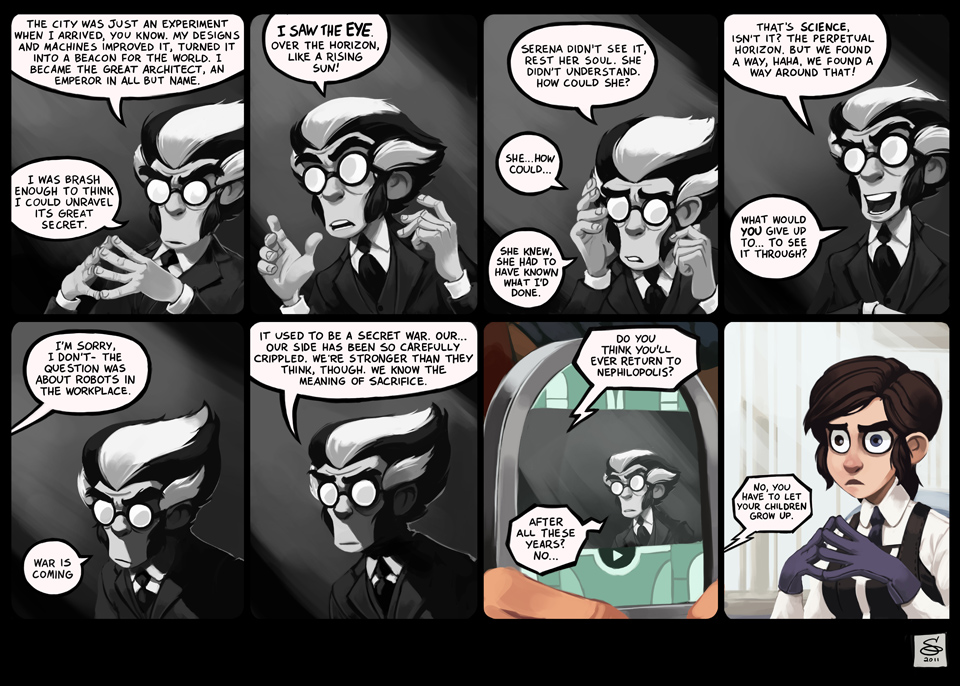 THE CITY WAS JUST AN EXPERIMENT
WHEN I ARRIVED, YOU KNOW. MY DESIGNS
AND MACHINES IMPROVED IT, TURNED IT
INTO A BEACON FOR THE WORLD. I
BECAME THE GREAT ARCHITECT, AN
EMPEROR IN ALL BUT NAME.
I WAS BRASH
ENOUGH TO THINK
I COULD UNRAVEL
ITS GREAT
SECRET.
I SAW THE EYE.
OVER THE HORIZON,
LIKE A RISING
SUN!
SERENA DIDN'T SEE IT,
REST HER SOUL. SHE
DIDN'T UNDERSTAND.
HOW COULD SHE?
SHE...HOW
COULD...
SHE KNEW,
SHE HAD TO
HAVE KNOWN
WHAT I'D
DONE.
THAT'S SCIENCE,
ISN'T IT? THE PERPETUAL
HORIZON. BUT WE FOUND
A WAY, HAHA, WE FOUND A
WAY AROUND THAT!
WHAT WOULD
YOU GIVE UP
TO... TO SEE
IT THROUGH?
I'M SORRY,
I DON'T- THE
QUESTION WAS
ABOUT ROBOTS IN
THE WORKPLACE.
WAR IS
COMING
IT USED TO BE A SECRET WAR. OUR...
OUR SIDE HAS BEEN SO CAREFULLY
CRIPPLED. WE'RE STRONGER THAN THEY
THINK, THOUGH. WE KNOW THE
MEANING OF SACRIFICE.
DO YOU
THINK YOU'LL
EVER RETURN TO
NEPHILOPOLIS?
AFTER
ALL THESE
YEARS?
NO...
NO, YOU
HAVE TO LET
YOUR CHILDREN
GROW UP.
2011